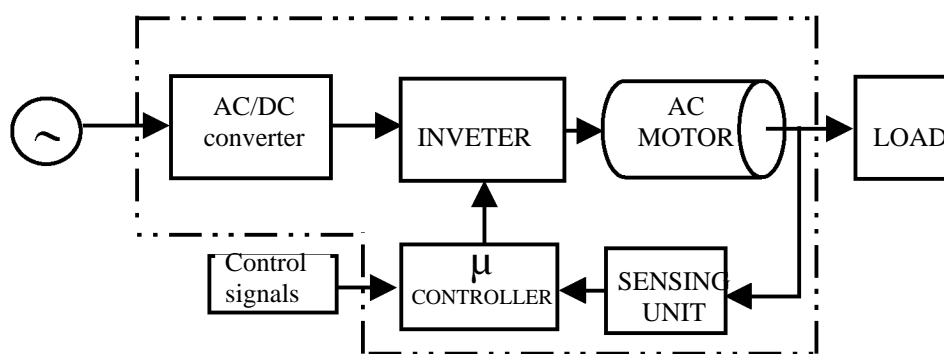 ~
AC/DC
converter
INVETER
AC
MOTOR
LOAD
Control
signals
μ
CONTROLLER
SENSING
UNIT